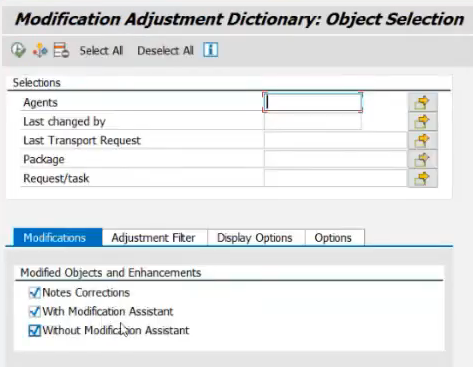 Modification Adjustment Dictionary: Object Selection
Select All Deselect All
Selections
Agents
Last changed by
Last Transport Request
Package
Request/task
Modifications Adjustment Filter Display Options Options
Modified Objects and Enhancements
Notes Corrections
With Modification Assistant
Without Modification Assistant